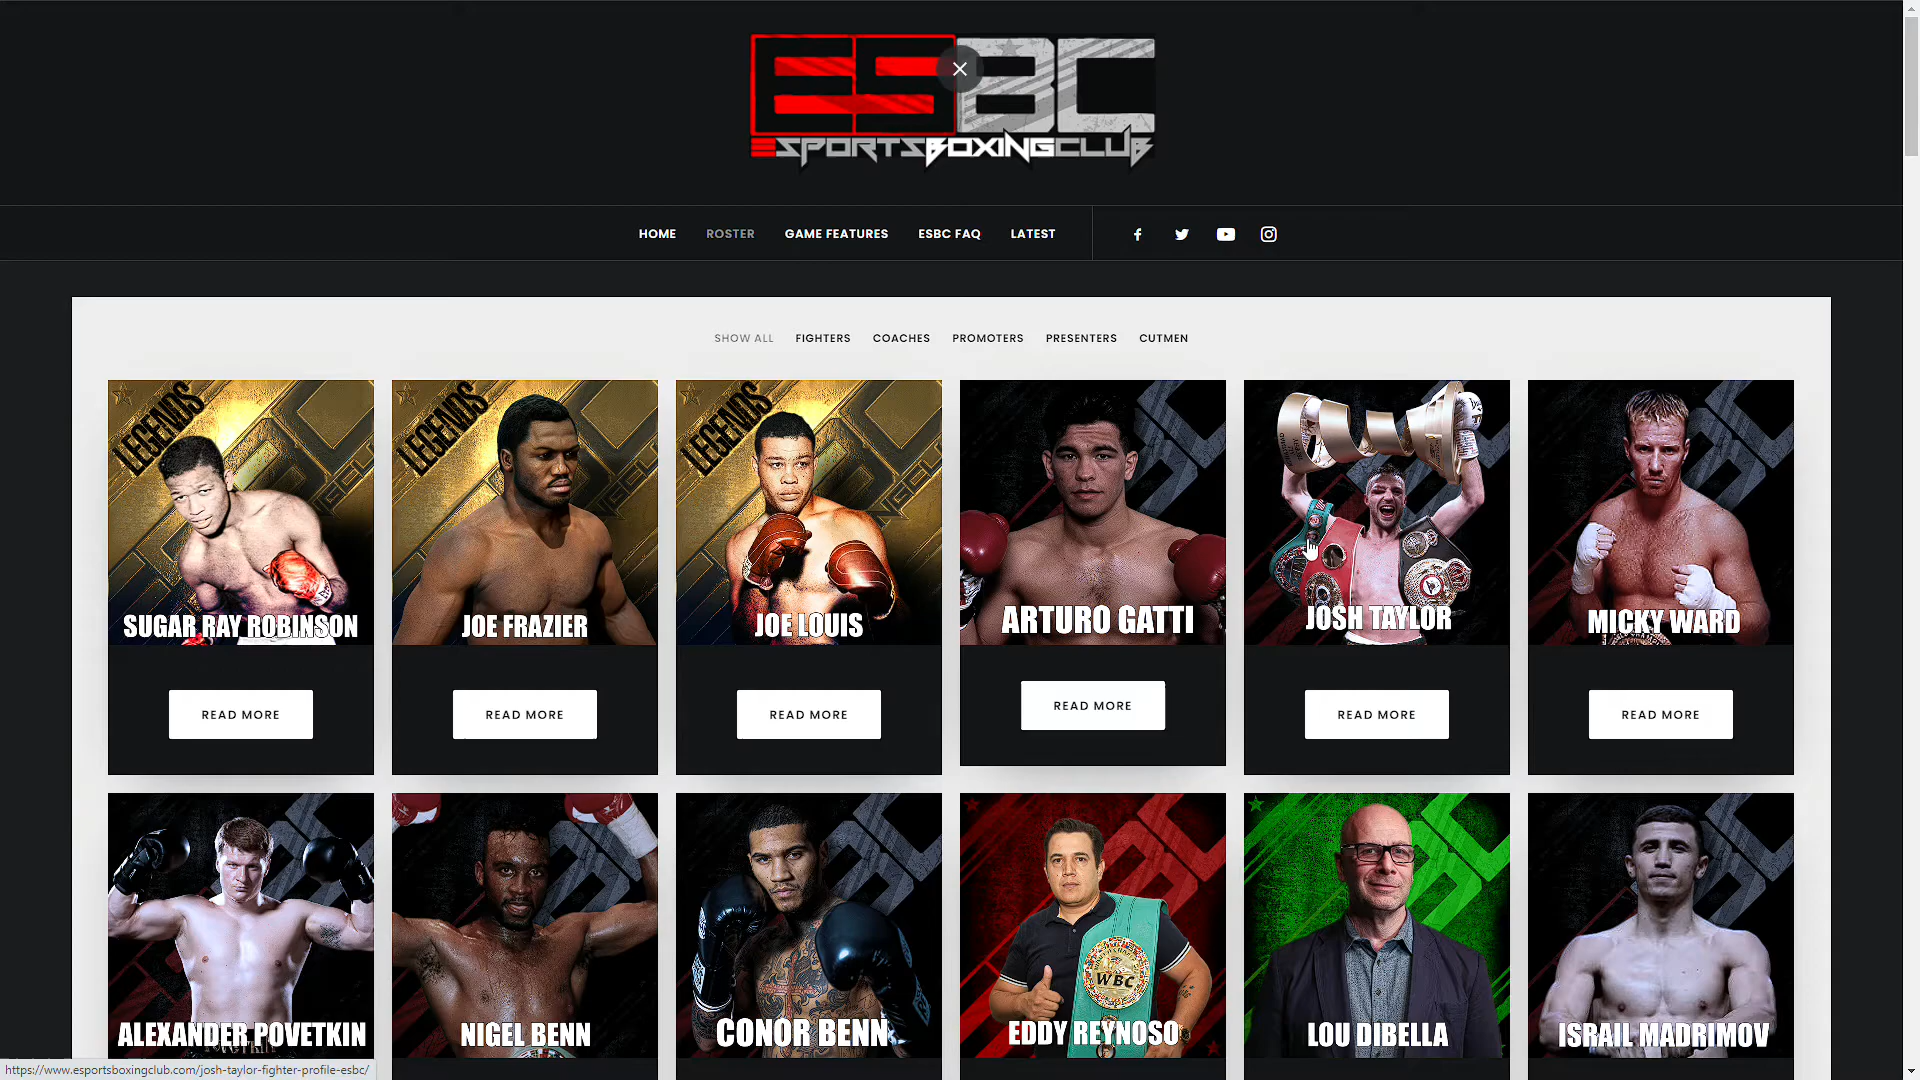 ESBC
ESPORTSBOXINGCLUB
HOME ROSTER GAME FEATURES ESBC FAQ LATEST
SHOW ALL FIGHTERS COACHES PROMOTERS PRESENTERS CUTMEN
LEGENDS LEGENDS LEGENDS
SUGAR RAY ROBINSON JOE FRAZIER JOE LOUIS ARTURO GATTI JOSH TAYLOR MICKY WARD
READ MORE READ MORE READ MORE READ MORE READ MORE READ MORE
WBC
ALEXANDER POVETKIN NIGEL BENN CONOR BENN EDDY REYNOSO LOU DIBELLA ISRAIL MADRIMOV
https://www.esportsboxingclub.com/josh-taylor-fighter-profile-esbc/